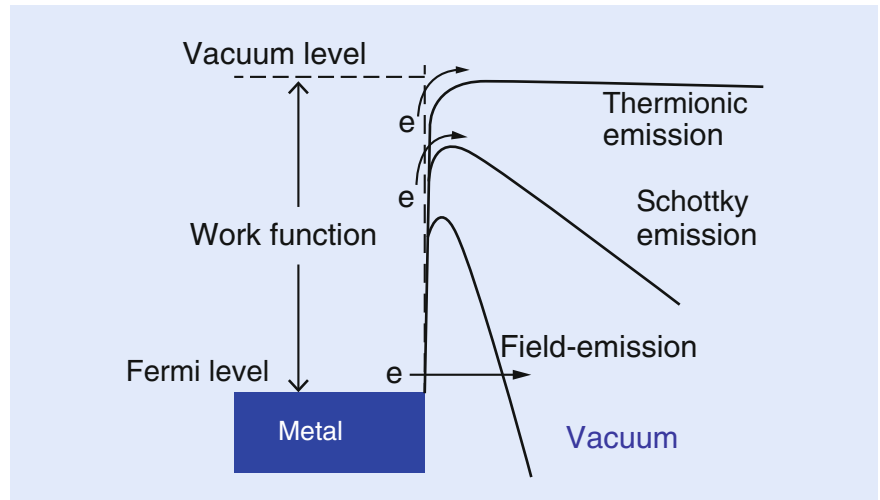 Vacuum level
e
Thermionic
emission
e
Schottky
emission
Work function
Field-emission
Fermi level
e
Metal
Vacuum